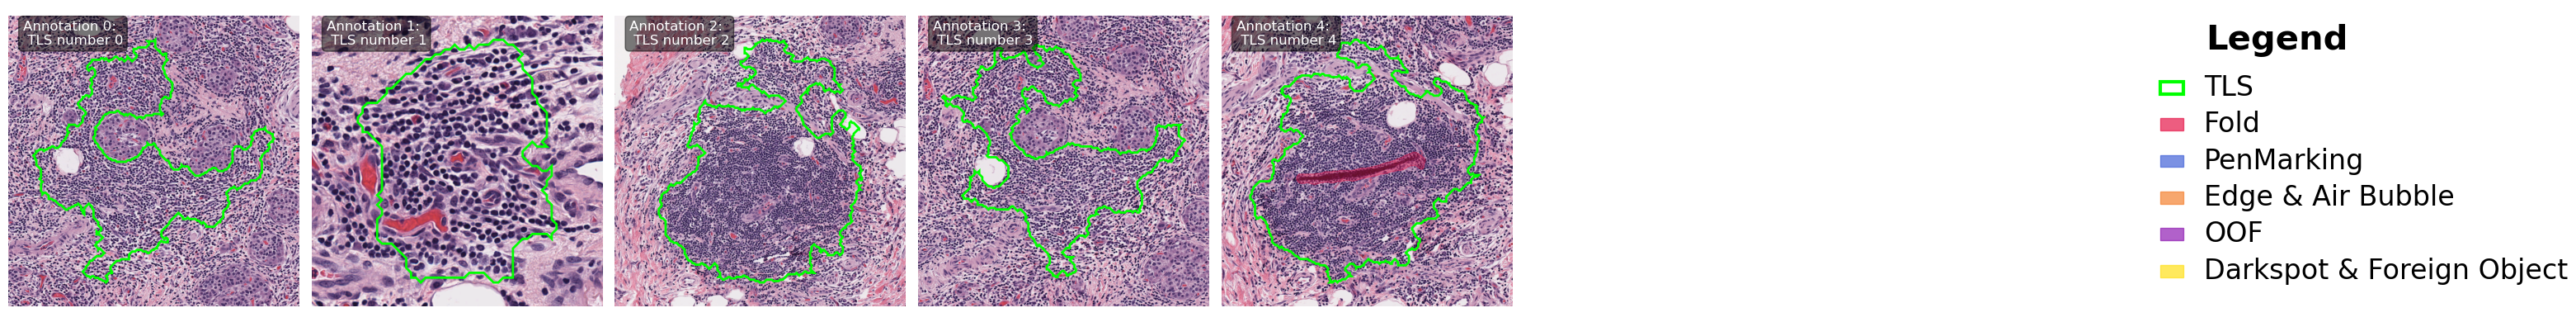 Annotation 0:
TLS number 0
Annotation 1:
TLS number 1
Annotation 2:
TLS number 2
Annotation 3:
TLS number 3
Annotation 4:
TLS number 4
Legend
TLS
Fold
PenMarking
Edge & Air Bubble
OOF
Darkspot & Foreign Object